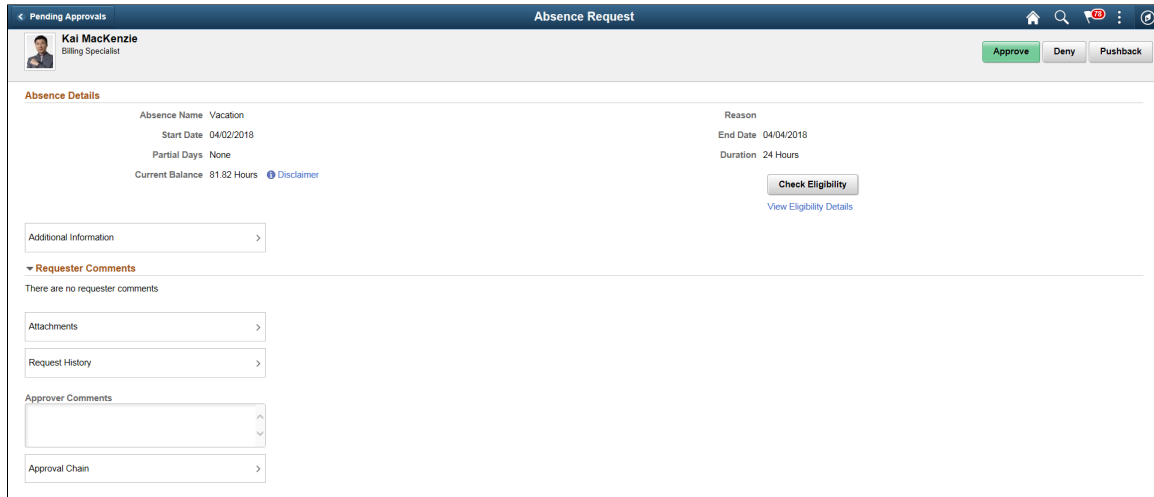 Pending Approvals
Absence Request
78
Kai MacKenzie
Billing Specialist
Approve Deny Pushback
Absence Details
Absence Name Vacation
Reason
Start Date 04/02/2018
End Date 04/04/2018
Partial Days None
Duration 24 Hours
Current Balance 81.82 Hours Disclaimer
Check Eligibility
View Eligibility Details
Additional Information
Requester Comments
There are no requester comments
Attachments
Request History
Approver Comments
Approval Chain